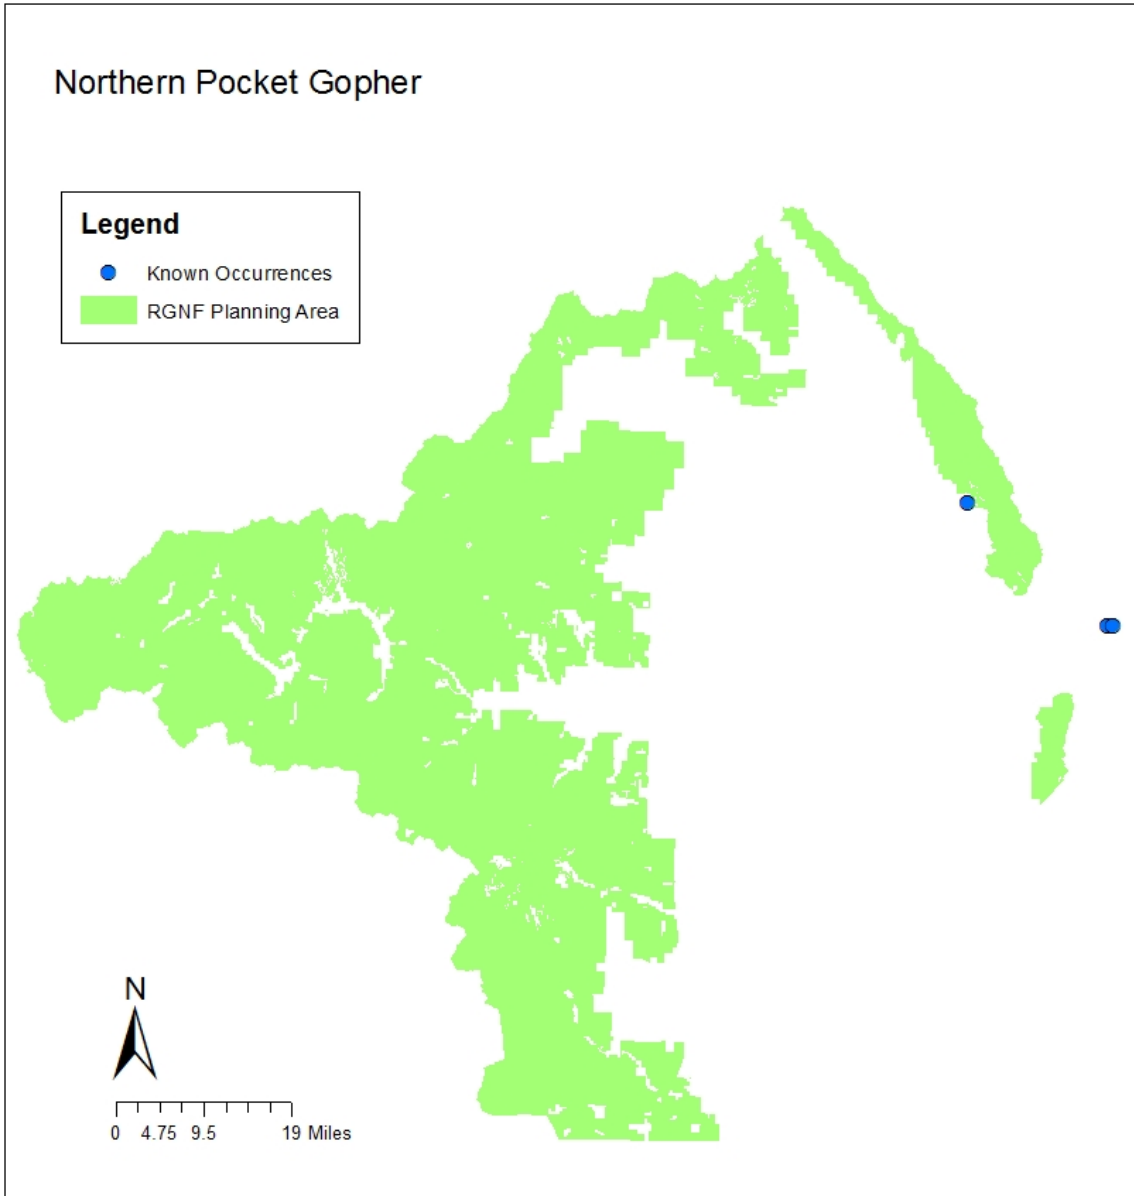 Northern Pocket Gopher
Legend
Known Occurrences
RGNF Planning Area
N
0 4.75 9.5 19 Miles